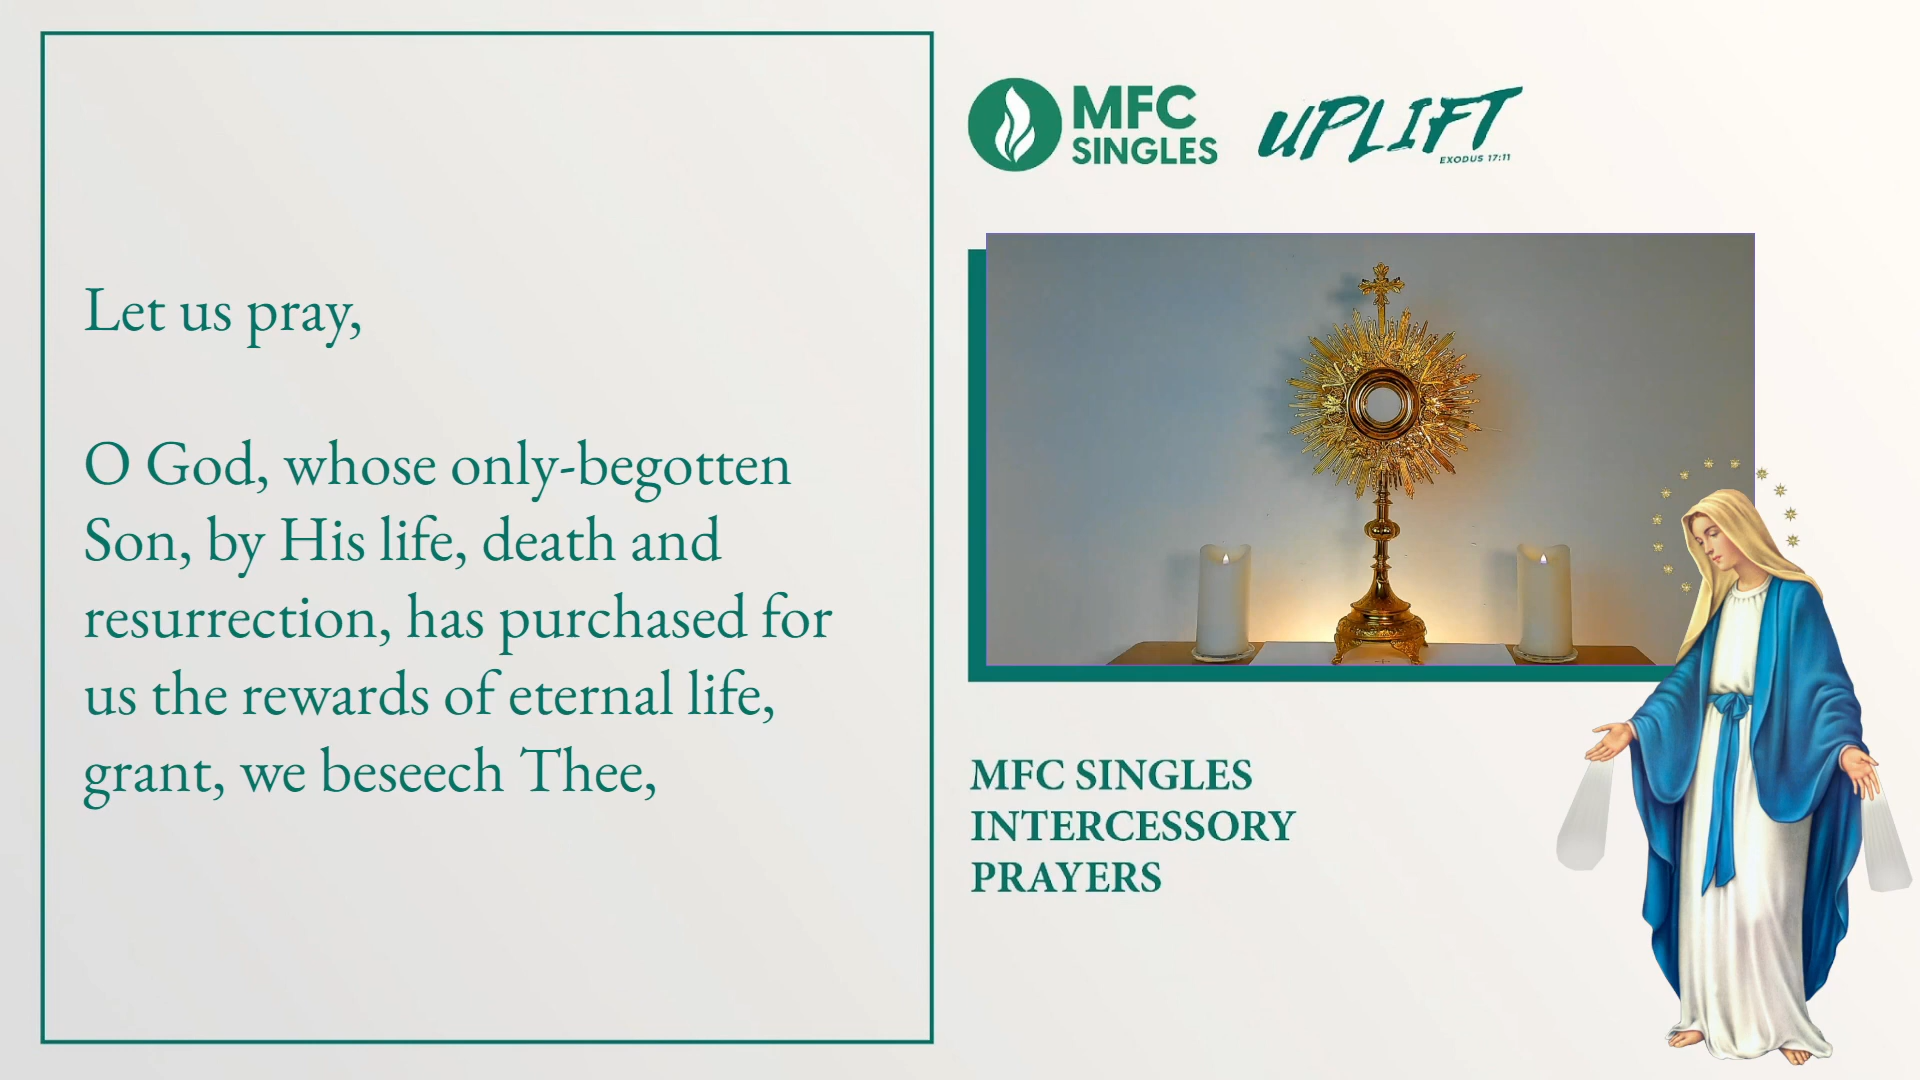 Let us pray,
O God, whose only-begotten
Son, by His life, death and
resurrection, has purchased for
us the rewards of eternal life,
grant, we beseech Thee,
MFC
SINGLES
UPLIFT
EXODUS 17:11
MFC SINGLES
INTERCESSORY
PRAYERS